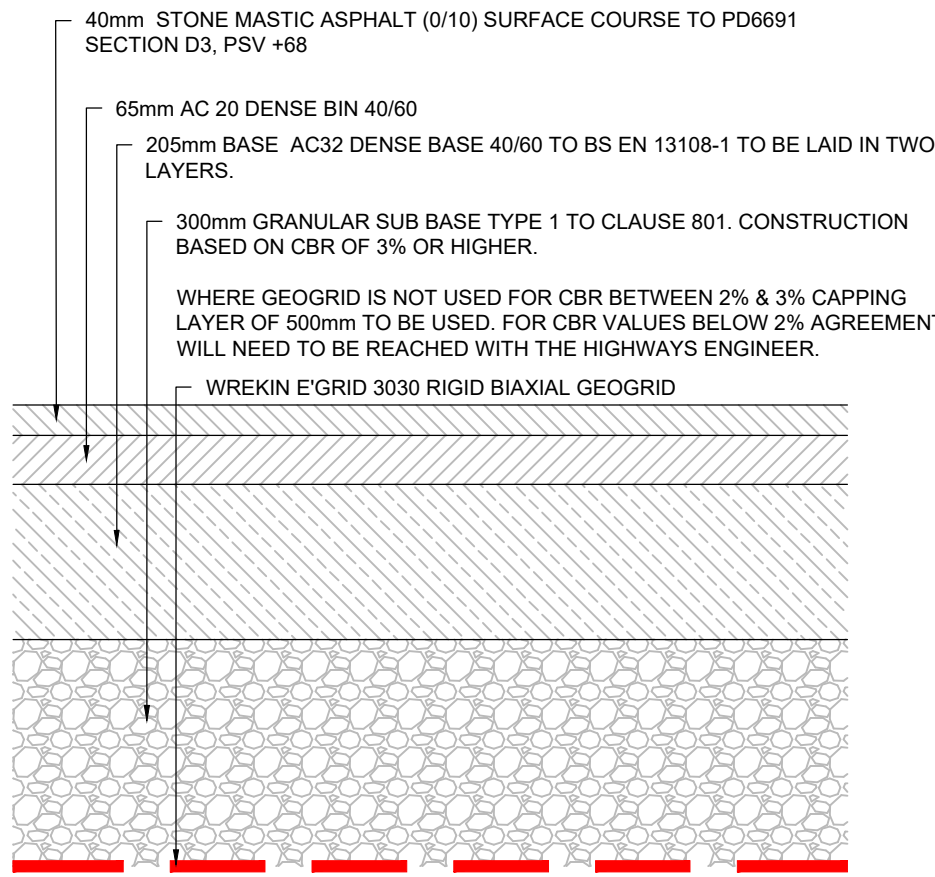 40mm  STONE MASTIC ASPHALT (0/10) SURFACE COURSE TO PD6691
SECTION D3, PSV +68
65mm AC 20 DENSE BIN 40/60
205mm BASE  AC32 DENSE BASE 40/60 TO BS EN 13108-1 TO BE LAID IN TWO
LAYERS.
300mm GRANULAR SUB BASE TYPE 1 TO CLAUSE 801. CONSTRUCTION
BASED ON CBR OF 3% OR HIGHER.
WHERE GEOGRID IS NOT USED FOR CBR BETWEEN 2% & 3% CAPPING
LAYER OF 500mm TO BE USED. FOR CBR VALUES BELOW 2% AGREEMENT
WILL NEED TO BE REACHED WITH THE HIGHWAYS ENGINEER.
WREKIN E'GRID 3030 RIGID BIAXIAL GEOGRID